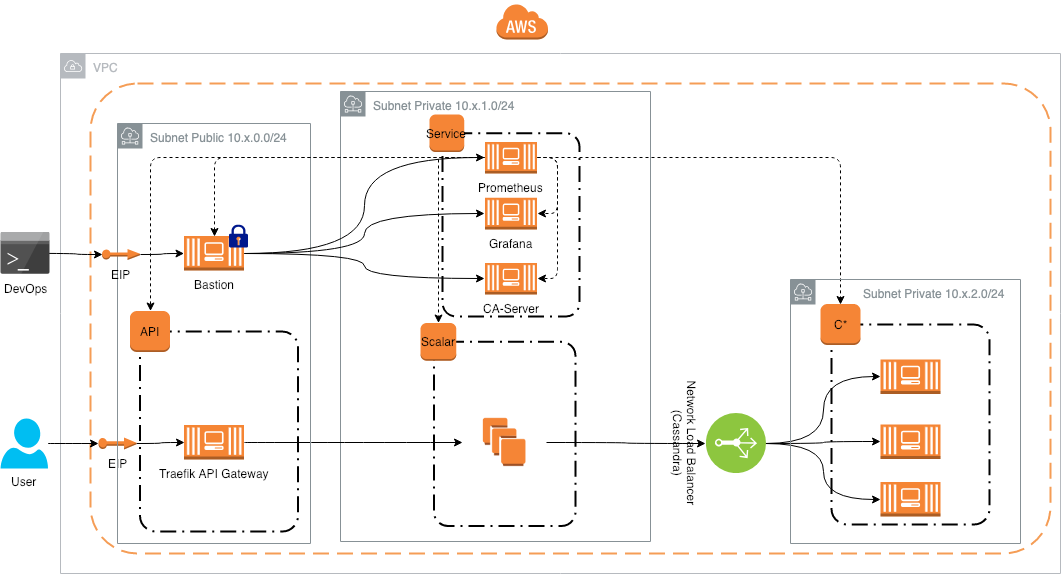 AWS
VPC
Subnet Public 10.x.0.0/24
Subnet Private 10.x.1.0/24
Service
Prometheus
Grafana
CA-Server
>_
DevOps
EIP
Bastion
Subnet Private 10.x.2.0/24
API
Scalar
C*
User
EIP
Traefik API Gateway
Network Load Balancer
(Cassandra)